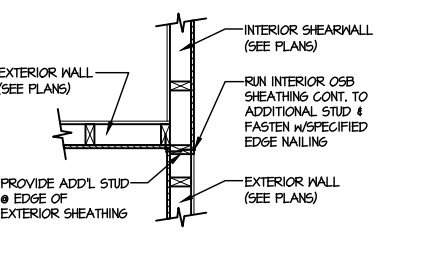 INTERIOR SHEARWALL
(SEE PLANS)
EXTERIOR WALL
(SEE PLANS)
RUN INTERIOR OSB
SHEATHING CONT. TO
ADDITIONAL STUD &
FASTEN W/SPECIFIED
EDGE NAILING
PROVIDE ADD'L STUD
@ EDGE OF
EXTERIOR SHEATHING
EXTERIOR WALL
(SEE PLANS)